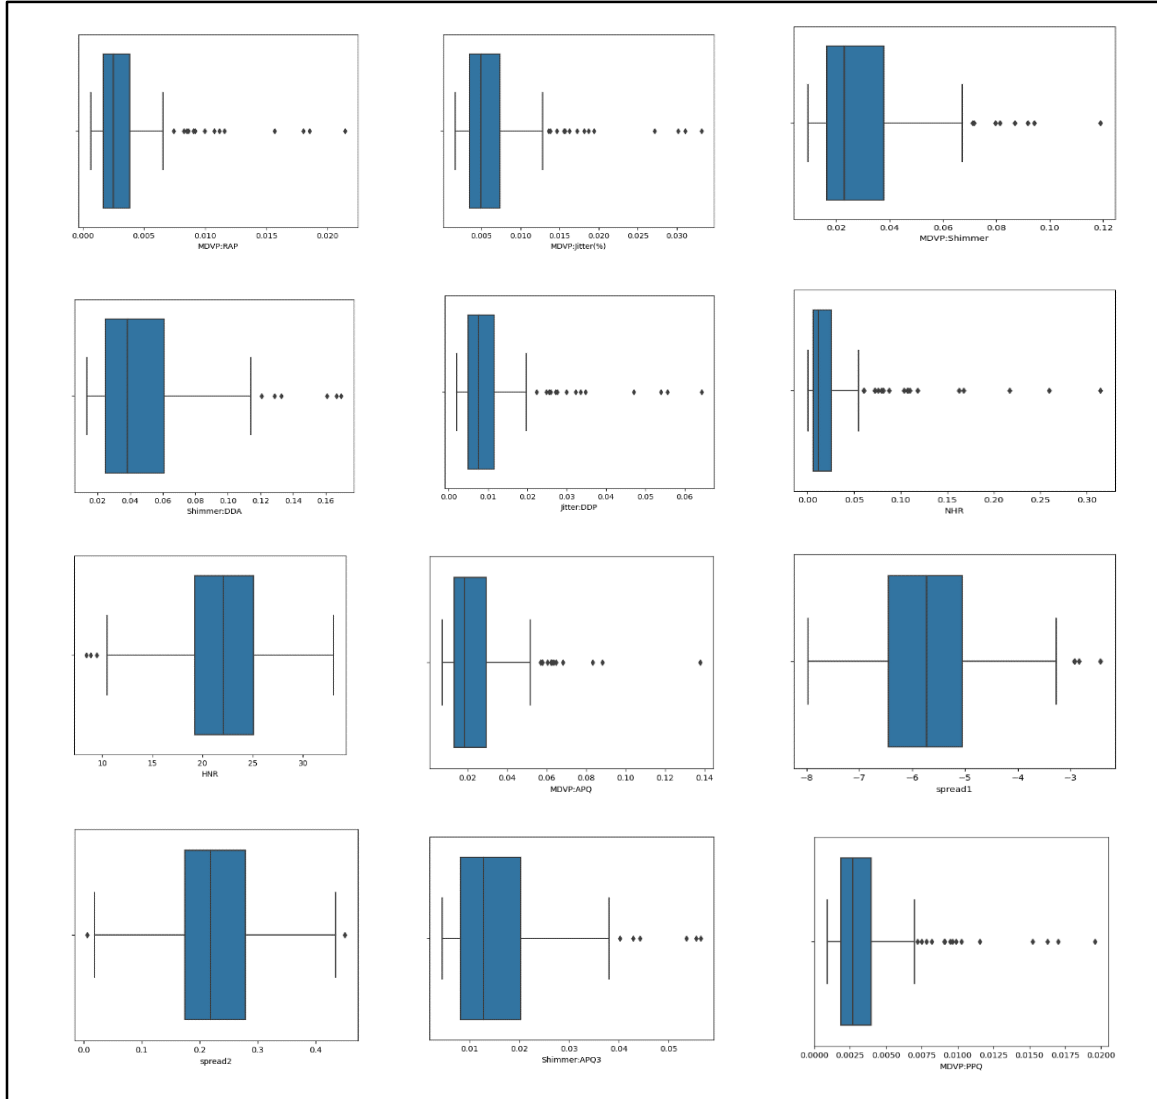 0.000 0.005 0.010 0.015 0.020
MDVP:RAP
0.005 0.010 0.015 0.020 0.025 0.030
MDVP:Jitter(%)
0.02 0.04 0.06 0.08 0.10 0.12
MDVP:Shimmer
0.02 0.04 0.06 0.08 0.10 0.12 0.14 0.16
Shimmer:DDA
0.00 0.01 0.02 0.03 0.04 0.05 0.06
Jitter:DDP
0.00 0.05 0.10 0.15 0.20 0.25 0.30
NHR
10 15 20 25 30
HNR
0.02 0.04 0.06 0.08 0.10 0.12 0.14
MDVP:APQ
−8 −7 −6 −5 −4 −3
spread1
0.0 0.1 0.2 0.3 0.4
spread2
0.01 0.02 0.03 0.04 0.05
Shimmer:APQ3
0.0000 0.0025 0.0050 0.0075 0.0100 0.0125 0.0150 0.0175 0.0200
MDVP:PPQ